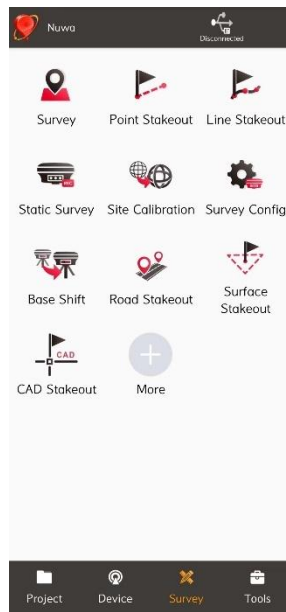 Nuwa
Disconnected
Survey
Point Stakeout
Line Stakeout
Static Survey
Site Calibration
Survey Config
Base Shift
Road Stakeout
Surface
Stakeout
CAD
CAD Stakeout
More
Project
Device
Survey
Tools